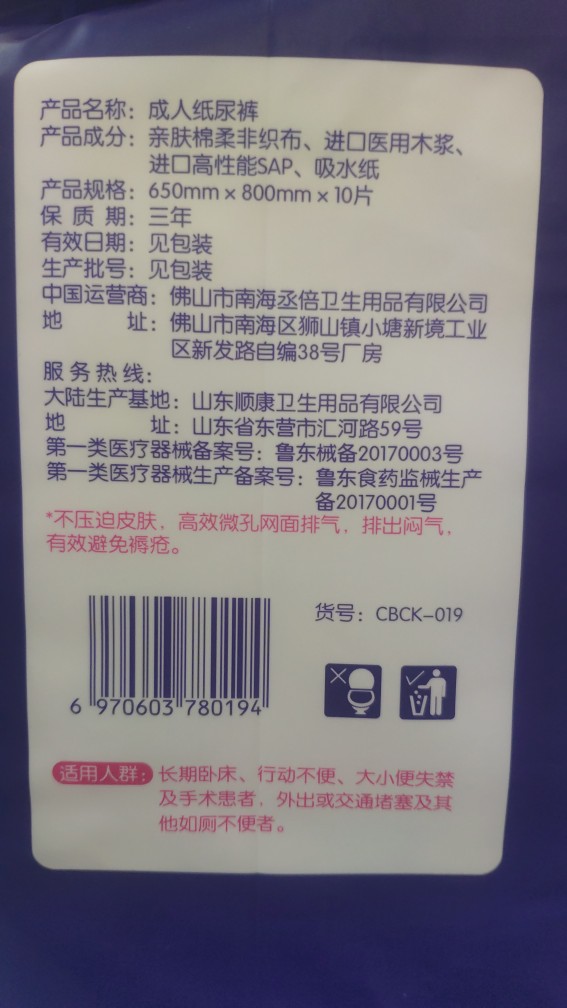 产品名称：成人纸尿裤
产品成分：亲肤棉柔非织布、进口医用木浆、
进口高性能SAP、吸水纸
产品规格：650mm×800mm×10片
保质期：三年
有效日期：见包装
生产批号：见包装
中国运营商：佛山市南海丞倍卫生用品有限公司
地址：佛山市南海区狮山镇小塘新境工业
区新发路自编38号厂房
服务热线：
大陆生产基地：山东顺康卫生用品有限公司
地址：山东省东营市汇河路59号
第一类医疗器械备案号：鲁东械备20170003号
第一类医疗器械生产备案号：鲁东食药监械生产
备20170001号
*不压迫皮肤，高效微孔网面排气，排出闷气，
有效避免褥疮。
货号：CBCK-019
6 970603 780194
适用人群：长期卧床、行动不便、大小便失禁
及手术患者，外出或交通堵塞及其
他如厕不便者。